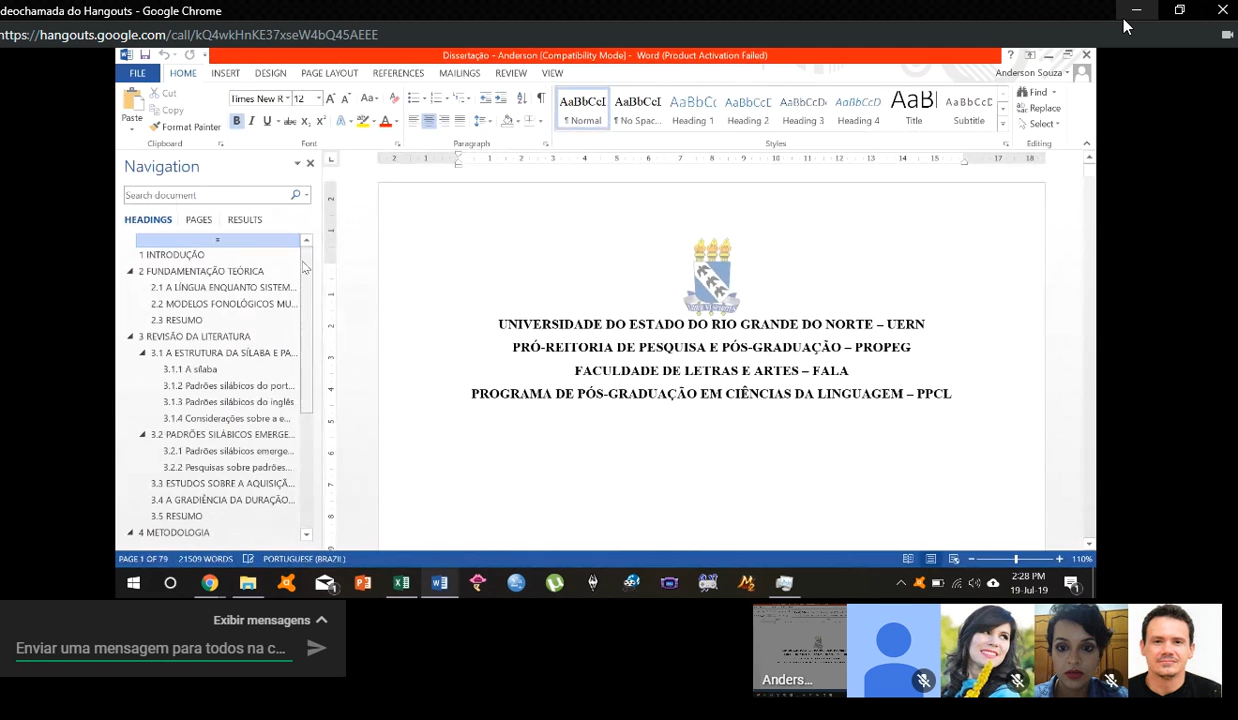 deochamada do Hangouts - Google Chrome
https://hangouts.google.com/call/kQ4wkHnKE37xseW4bQ45AEEE
Dissertação - Anderson (Compatibility Mode) - Word (Product Activation Failed)
FILE HOME INSERT DESIGN PAGE LAYOUT REFERENCES MAILINGS REVIEW VIEW Anderson Souza
Paste Cut Copy Format Painter
Times New R 12
AaBbCcI AaBbCcI AaBbCc AaBbCcD AaBbCcD AaBbCcD AaBb AaBbCcD
¶ Normal ¶ No Spac... Heading 1 Heading 2 Heading 3 Heading 4 Title Subtitle
Find
Replace
Select
Clipboard Font Paragraph Styles Editing
Navigation
Search document
HEADINGS PAGES RESULTS
1 INTRODUÇÃO
2 FUNDAMENTAÇÃO TEÓRICA
2.1 A LÍNGUA ENQUANTO SISTEM...
2.2 MODELOS FONOLÓGICOS MU...
2.3 RESUMO
3 REVISÃO DA LITERATURA
3.1 A ESTRUTURA DA SÍLABA E PA...
3.1.1 A sílaba
3.1.2 Padrões silábicos do port...
3.1.3 Padrões silábicos do inglês
3.1.4 Considerações sobre a e...
3.2 PADRÕES SILÁBICOS EMERGE...
3.2.1 Padrões silábicos emerge...
3.2.2 Pesquisas sobre padrões...
3.3 ESTUDOS SOBRE A AQUISIÇÃ...
3.4 A GRADIÊNCIA DA DURAÇÃO...
3.5 RESUMO
4 METODOLOGIA
UNIVERSIDADE DO ESTADO DO RIO GRANDE DO NORTE – UERN
PRÓ-REITORIA DE PESQUISA E PÓS-GRADUAÇÃO – PROPEG
FACULDADE DE LETRAS E ARTES – FALA
PROGRAMA DE PÓS-GRADUAÇÃO EM CIÊNCIAS DA LINGUAGEM – PPCL
PAGE 1 OF 79 21509 WORDS PORTUGUESE (BRAZIL) 110%
2:28 PM
19-Jul-19
Exibir mensagens
Enviar uma mensagem para todos na c...
Anders...